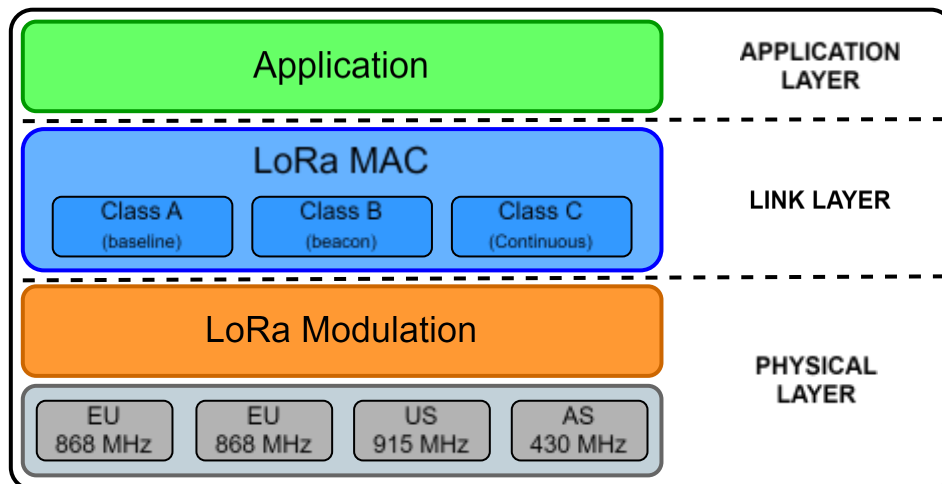 Application
APPLICATION
LAYER
LoRa MAC
Class A
(baseline)
Class B
(beacon)
Class C
(Continuous)
LINK LAYER
LoRa Modulation
EU
868 MHz
EU
868 MHz
US
915 MHz
AS
430 MHz
PHYSICAL
LAYER